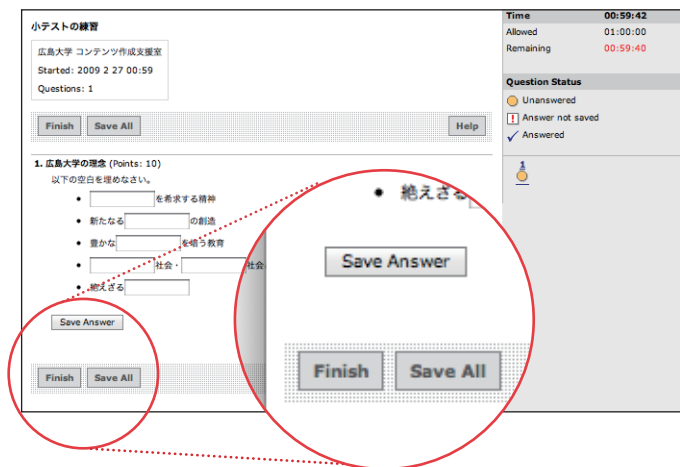 小テストの練習
広島大学 コンテンツ作成支援室
Started: 2009 2 27 00:59
Questions: 1
Finish Save All Help
1. 広島大学の理念 (Points: 10)
以下の空白を埋めなさい。
• を希求する精神
• 新たなる の創造
• 豊かな を培う教育
• 社会・ 社会
• 絶えざる
Save Answer
Finish Save All
• 絶えざる
Save Answer
Finish Save All
Time 00:59:42
Allowed 01:00:00
Remaining 00:59:40
Question Status
Unanswered
! Answer not saved
✓ Answered
1